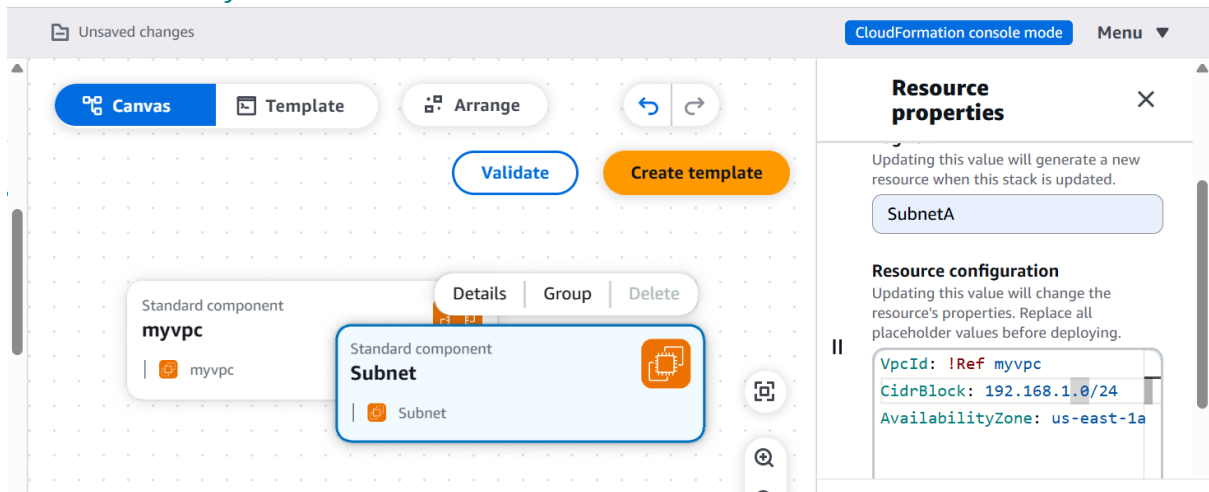 Unsaved changes
CloudFormation console mode
Menu
Canvas
Template
Arrange
Validate
Create template
Standard component
myvpc
myvpc
Details
Group
Delete
Standard component
Subnet
Subnet
Resource
properties
Updating this value will generate a new
resource when this stack is updated.
SubnetA
Resource configuration
Updating this value will change the
resource's properties. Replace all
placeholder values before deploying.
VpcId: !Ref myvpc
CidrBlock: 192.168.1.0/24
AvailabilityZone: us-east-1a